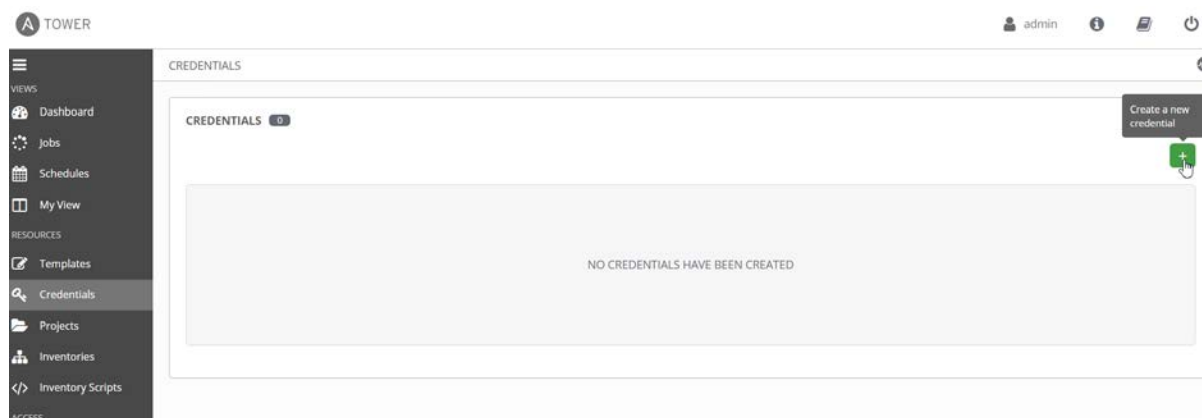 A TOWER
admin
VIEWS
Dashboard
Jobs
Schedules
My View
RESOURCES
Templates
Credentials
Projects
Inventories
Inventory Scripts
ACCESS
CREDENTIALS
Create a new
credential
CREDENTIALS 0
+
NO CREDENTIALS HAVE BEEN CREATED